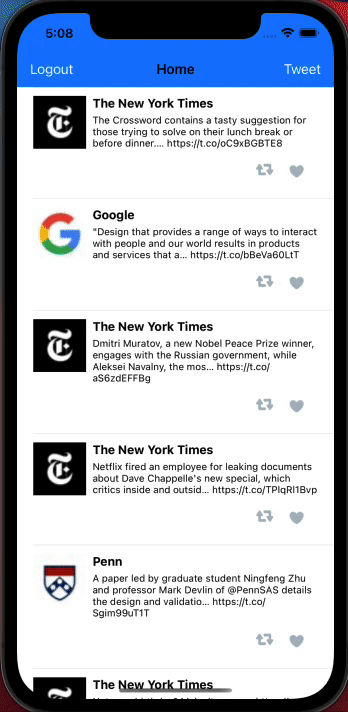 5:08
Logout Home Tweet
The New York Times
The Crossword contains a tasty suggestion for
those trying to solve on their lunch break or
before dinner.... https://t.co/oC9xBGBTE8
Google
"Design that provides a range of ways to interact
with people and our world results in products
and services that a... https://t.co/bBeVa60LtT
The New York Times
Dmitri Muratov, a new Nobel Peace Prize winner,
engages with the Russian government, while
Aleksei Navalny, the mos... https://t.co/
aS6zdEFFBg
The New York Times
Netflix fired an employee for leaking documents
about Dave Chappelle's new special, which
critics inside and outsid... https://t.co/TPlqRI1Bvp
Penn
A paper led by graduate student Ningfeng Zhu
and professor Mark Devlin of @PennSAS details
the design and validatio... https://t.co/
Sgim99uT1T
The New York Times